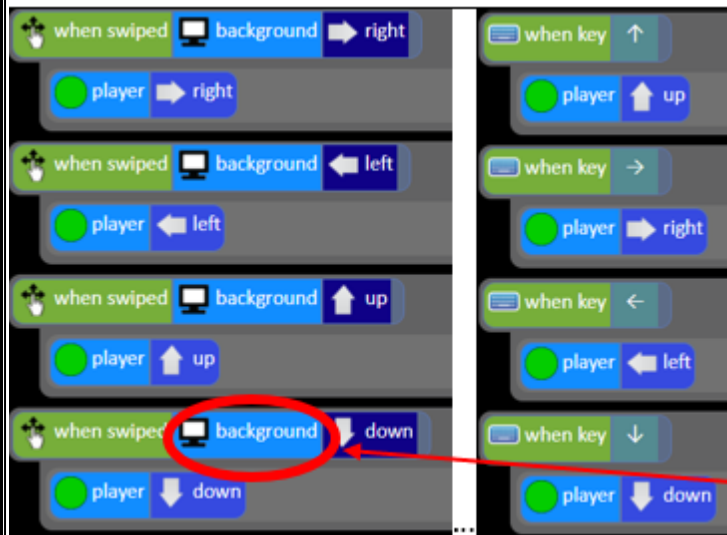 when swiped background right
player right
when swiped background left
player left
when swiped background up
player up
when swiped background down
player down
...
when key ↑
player up
when key →
player right
when key ←
player left
when key ↓
player down